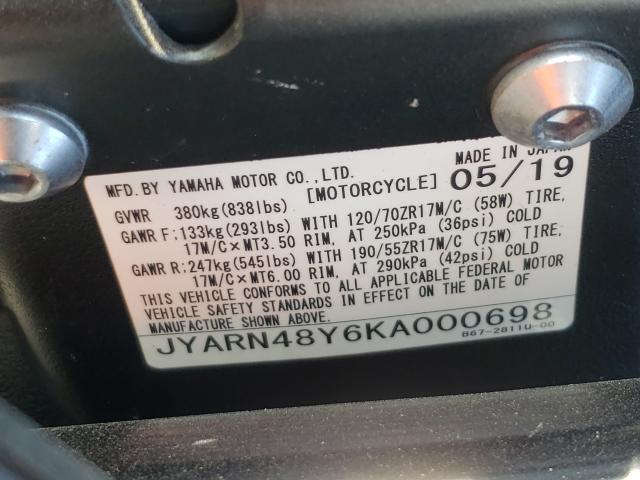 MFD. BY YAMAHA MOTOR CO.,LTD. MADE IN JAPAN
GVWR 380kg(838lbs) [MOTORCYCLE] 05/19
GAWR F:133kg(293lbs) WITH 120/70ZR17M/C (58W) TIRE,
17M/C×MT3.50 RIM, AT 250kPa (36psi) COLD
GAWR R:247kg(545lbs) WITH 190/55ZR17M/C (75W) TIRE,
17M/C×MT6.00 RIM, AT 290kPa (42psi) COLD
THIS VEHICLE CONFORMS TO ALL APPLICABLE FEDERAL MOTOR
VEHICLE SAFETY STANDARDS IN EFFECT ON THE DATE OF
MANUFACTURE SHOWN ABOVE.
JYARN48Y6KA000698
B67-2811U-00